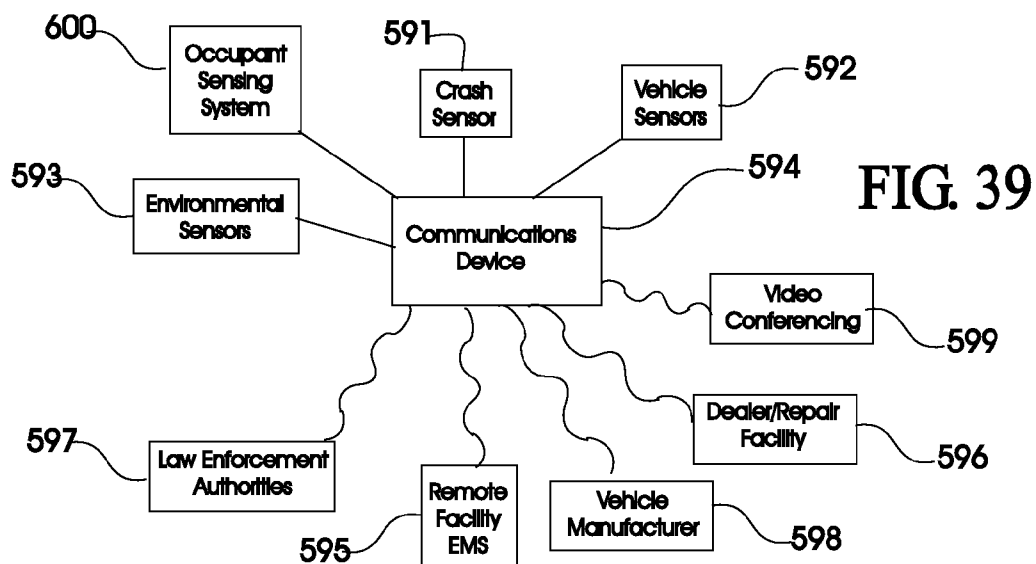 600
Occupant
Sensing
System
591
Crash
Sensor
592
Vehicle
Sensors
593
Environmental
Sensors
594
Communications
Device
FIG. 39
Video
Conferencing
599
Dealer/Repair
Facility
596
597
Law Enforcement
Authorities
595
Remote
Facility
EMS
Vehicle
Manufacturer
598